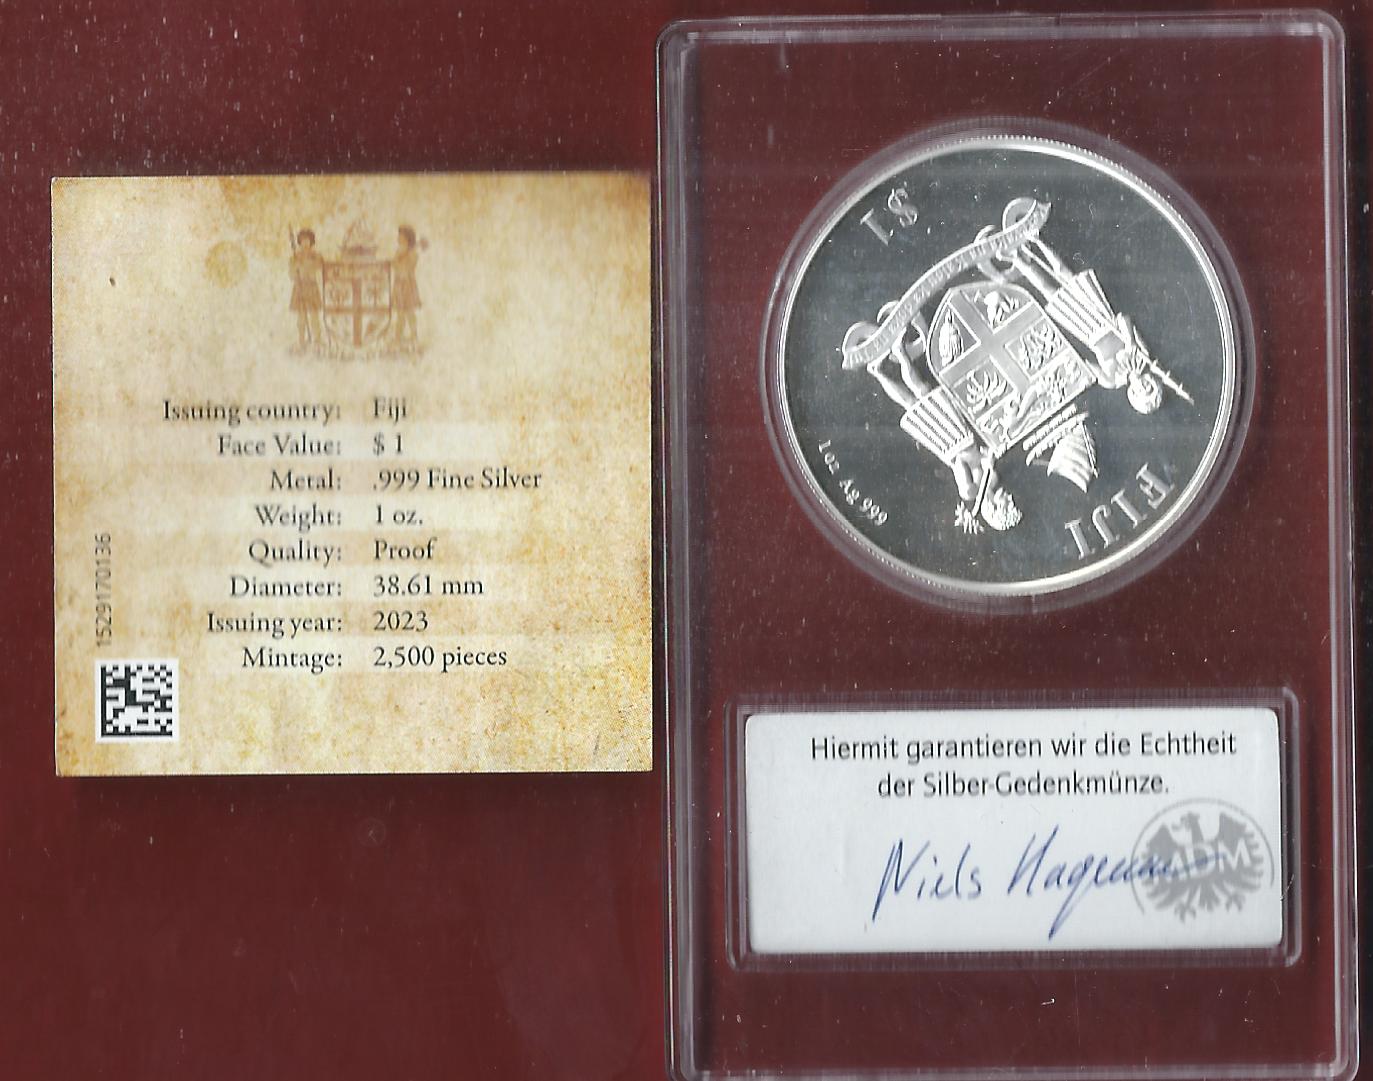 Issuing country: Fiji
Face Value: $ 1
Metal: .999 Fine Silver
Weight: 1 oz.
Quality: Proof
Diameter: 38.61 mm
Issuing year: 2023
Mintage: 2,500 pieces
1529170136
$1
FIJI
1 oz Ag 999
Hiermit garantieren wir die Echtheit
der Silber-Gedenkmünze.
Niels